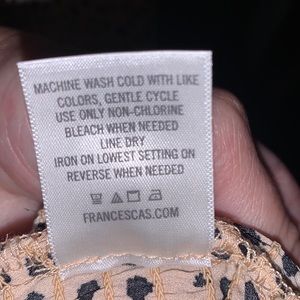 MACHINE WASH COLD WITH LIKE
COLORS, GENTLE CYCLE
USE ONLY NON-CHLORINE
BLEACH WHEN NEEDED
LINE DRY
IRON ON LOWEST SETTING ON
REVERSE WHEN NEEDED
FRANCESCAS.COM